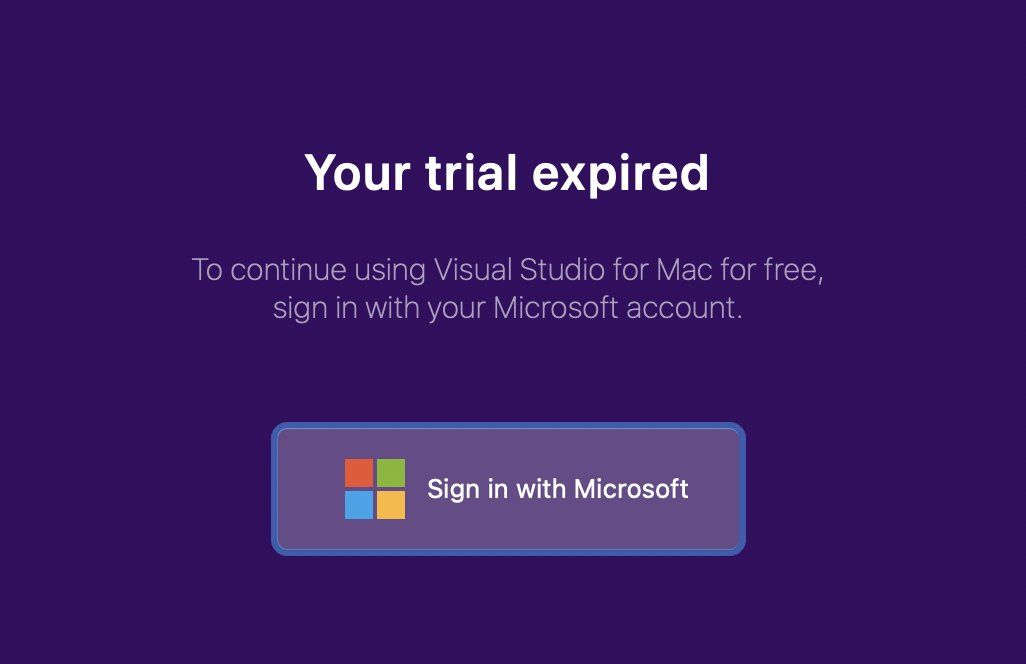 Your trial expired
To continue using Visual Studio for Mac for free,
sign in with your Microsoft account.
Sign in with Microsoft